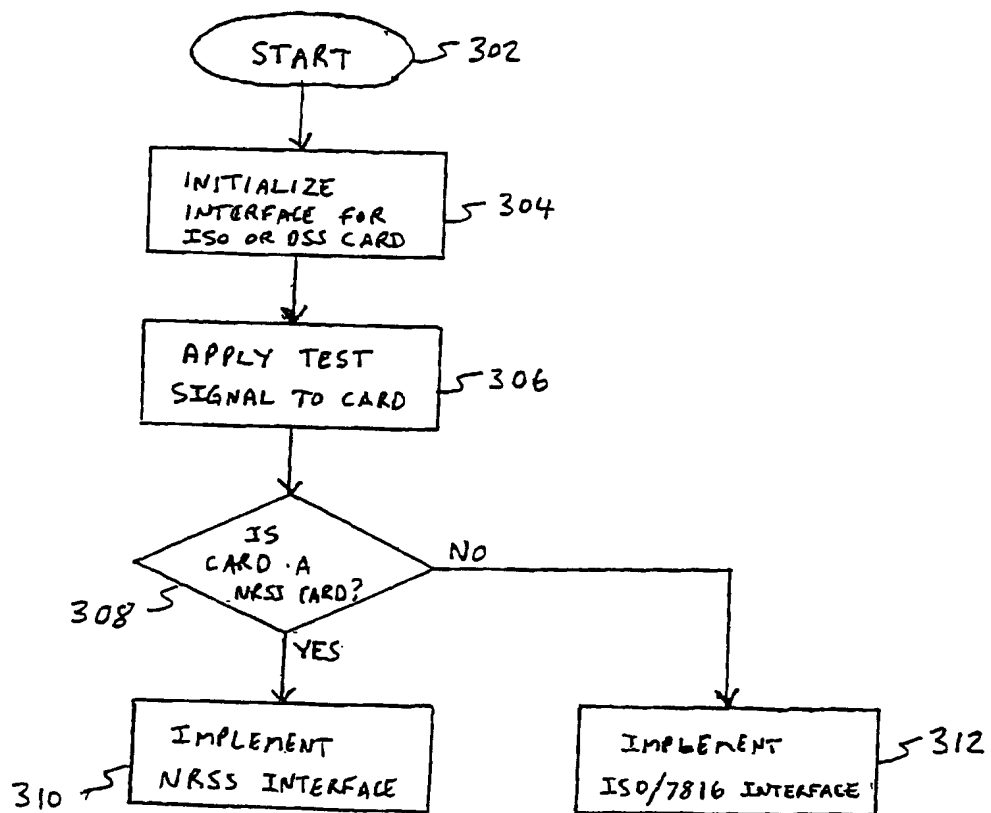 START
302
INITIALIZE
INTERFACE FOR
ISO OR DSS CARD
304
APPLY TEST
SIGNAL TO CARD
306
IS
CARD A
NRSS CARD?
308
NO
YES
IMPLEMENT
NRSS INTERFACE
310
IMPLEMENT
ISO/7816 INTERFACE
312